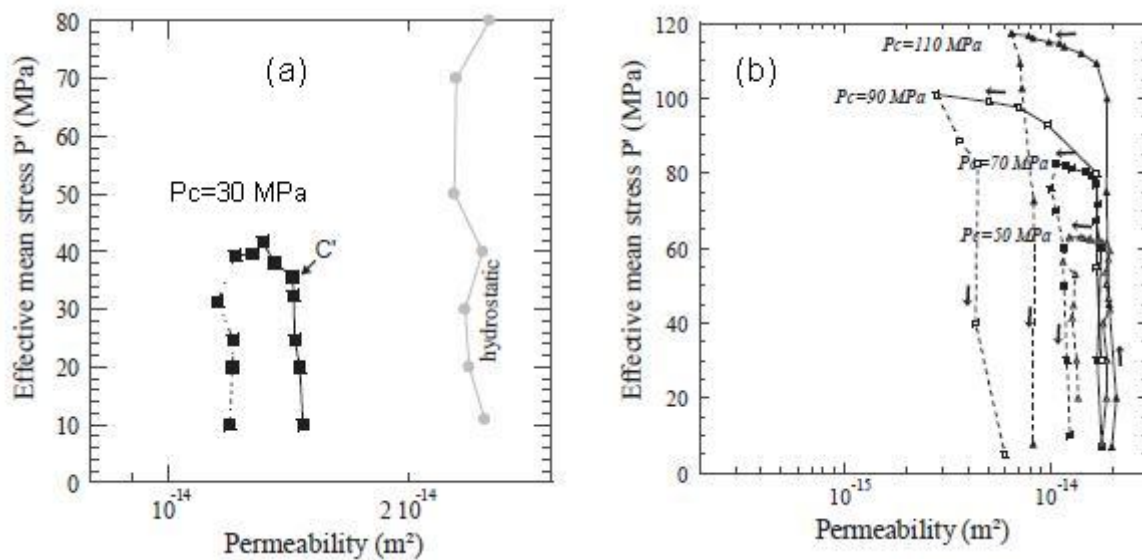 Effective mean stress P' (MPa)
80
70
60
50
40
30
20
10
0
(a)
Pc=30 MPa
C'
hydrostatic
10⁻¹⁴
2 10⁻¹⁴
Permeability (m²)
Effective mean stress P' (MPa)
120
100
80
60
40
20
0
Pc=110 MPa
(b)
Pc=90 MPa
Pc=70 MPa
Pc=50 MPa
10⁻¹⁵
10⁻¹⁴
Permeability (m²)